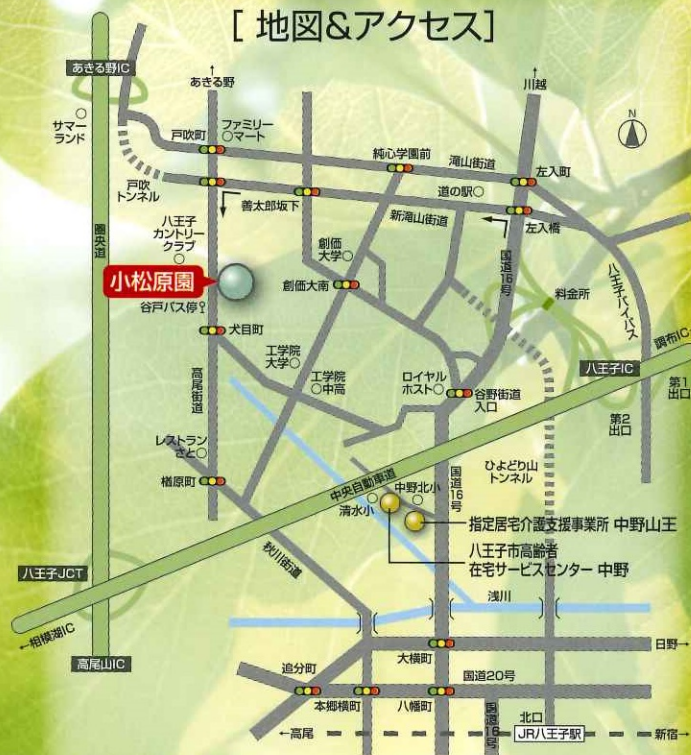 [ 地図&アクセス]
あきる野IC
↑
あきる野
↑
川越
N
サマー
ランド
戸吹町
ファミリー
マート
純心学園前
滝山街道
左入町
道の駅
戸吹
トンネル
善太郎坂下
新滝山街道
左入橋
圏央道
八王子
カントリー
クラブ
創価
大学
国道16号
八王子バイパス
小松原園
創価大南
料金所
谷戸バス停
犬目町
調布IC
工学院
大学
工学院
中高
ロイヤル
ホスト
八王子IC
第1
出口
高尾街道
谷野街道
入口
第2
出口
レストラン
さと
楢原町
中央自動車道
中野北小
清水小
国道16号
ひよどり山
トンネル
指定居宅介護支援事業所 中野山王
八王子市高齢者
在宅サービスセンター 中野
秋川街道
八王子JCT
浅川
←相模湖IC
高尾山IC
大横町
日野→
追分町
国道20号
本郷横町
八幡町
国道16号
北口
←高尾
JR八王子駅
新宿→